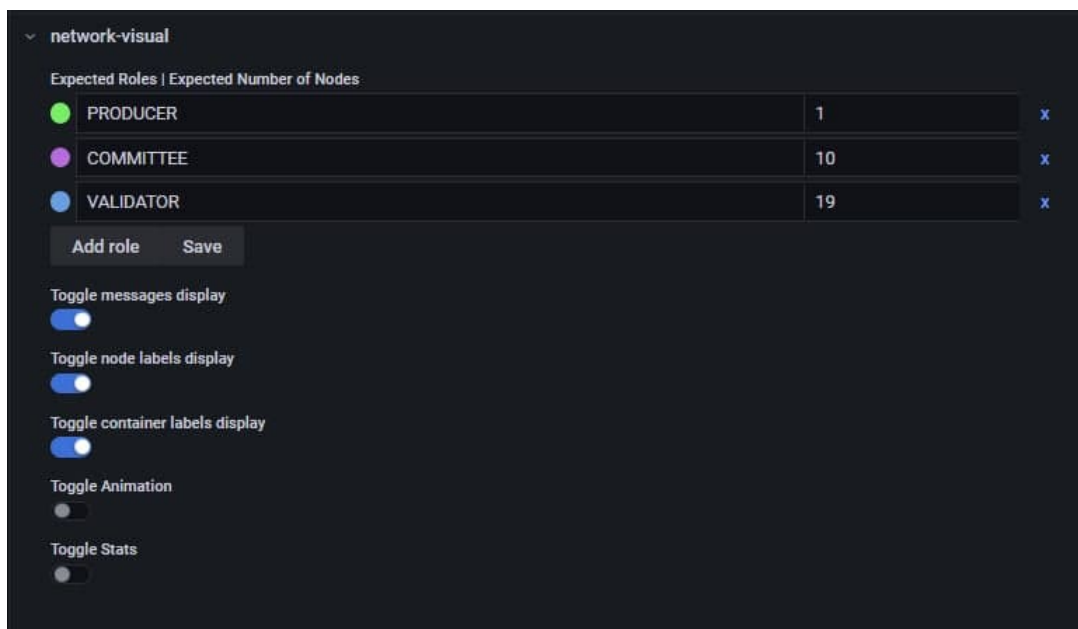 network-visual
Expected Roles | Expected Number of Nodes
PRODUCER 1 x
COMMITTEE 10 x
VALIDATOR 19 x
Add role Save
Toggle messages display
Toggle node labels display
Toggle container labels display
Toggle Animation
Toggle Stats